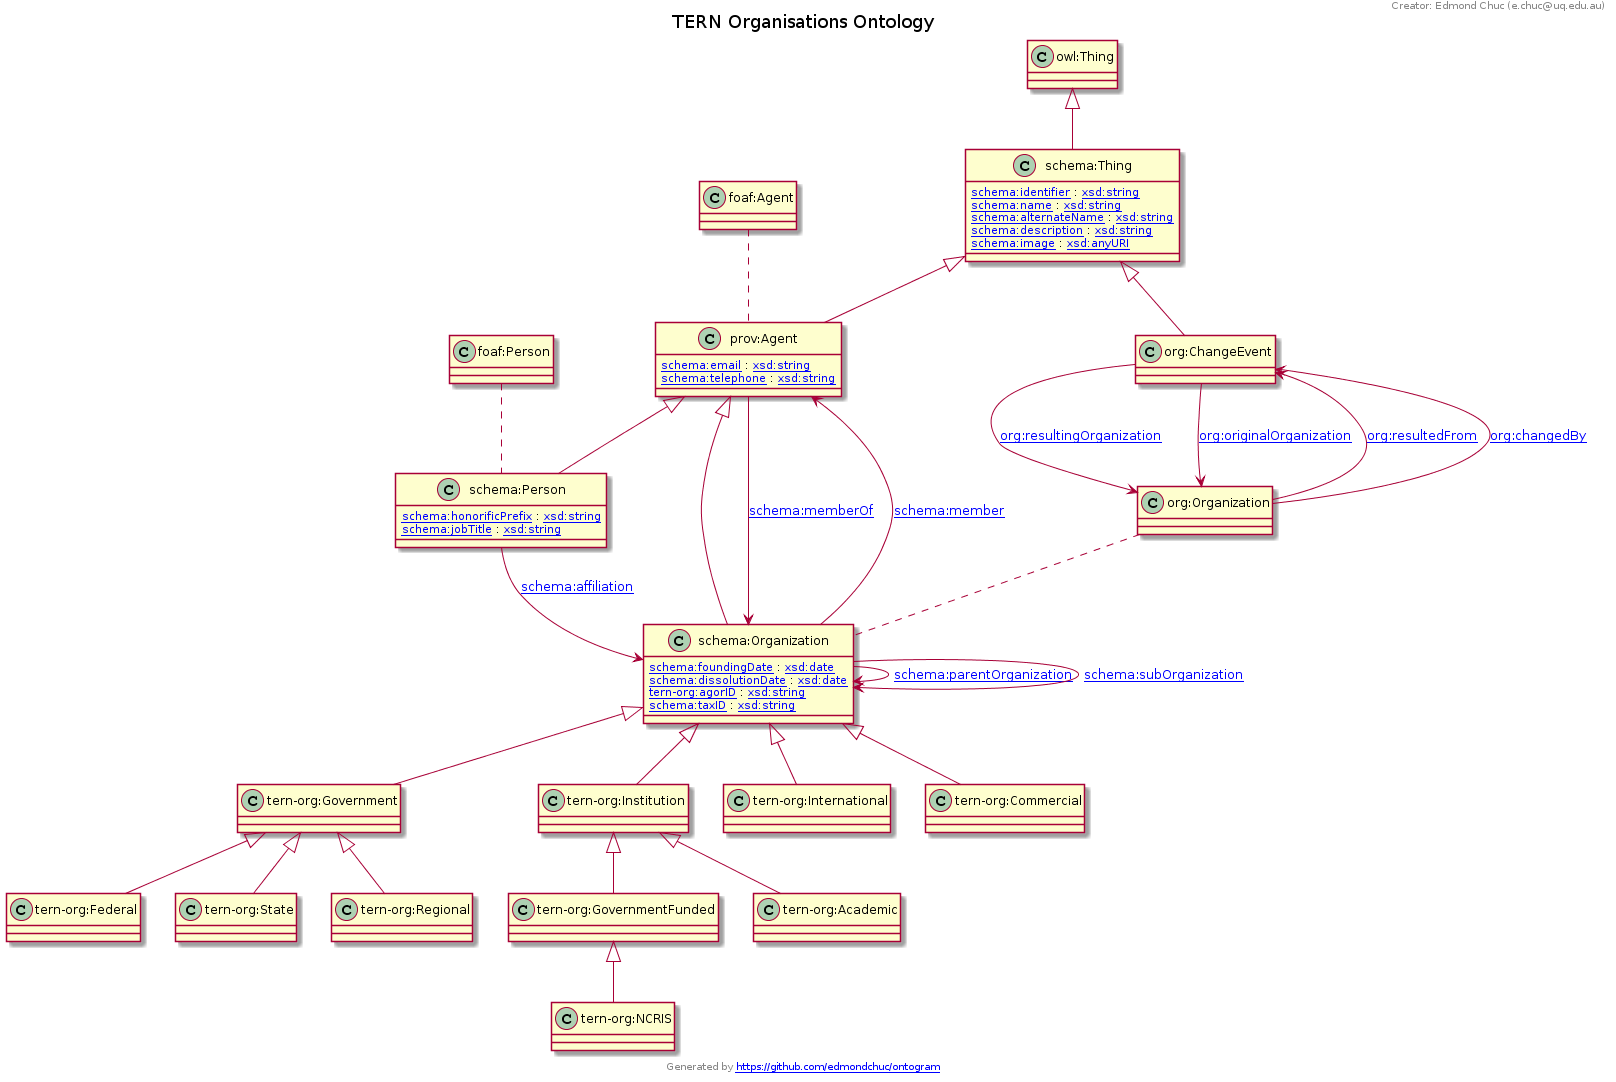 Creator: Edmond Chuc (e.chuc@uq.edu.au)
TERN Organisations Ontology
C owl:Thing
C schema:Thing
schema:identifier : xsd:string
schema:name : xsd:string
schema:alternateName : xsd:string
schema:description : xsd:string
schema:image : xsd:anyURI
C foaf:Agent
C prov:Agent
schema:email : xsd:string
schema:telephone : xsd:string
C foaf:Person
C org:ChangeEvent
org:resultingOrganization
org:originalOrganization
org:resultedFrom
org:changedBy
C schema:Person
schema:honorificPrefix : xsd:string
schema:jobTitle : xsd:string
C org:Organization
schema:memberOf
schema:member
schema:affiliation
C schema:Organization
schema:foundingDate : xsd:date
schema:dissolutionDate : xsd:date
tern-org:agorID : xsd:string
schema:taxID : xsd:string
schema:parentOrganization
schema:subOrganization
C tern-org:Government
C tern-org:Institution
C tern-org:International
C tern-org:Commercial
C tern-org:Federal
C tern-org:State
C tern-org:Regional
C tern-org:GovernmentFunded
C tern-org:Academic
C tern-org:NCRIS
Generated by https://github.com/edmondchuc/ontogram